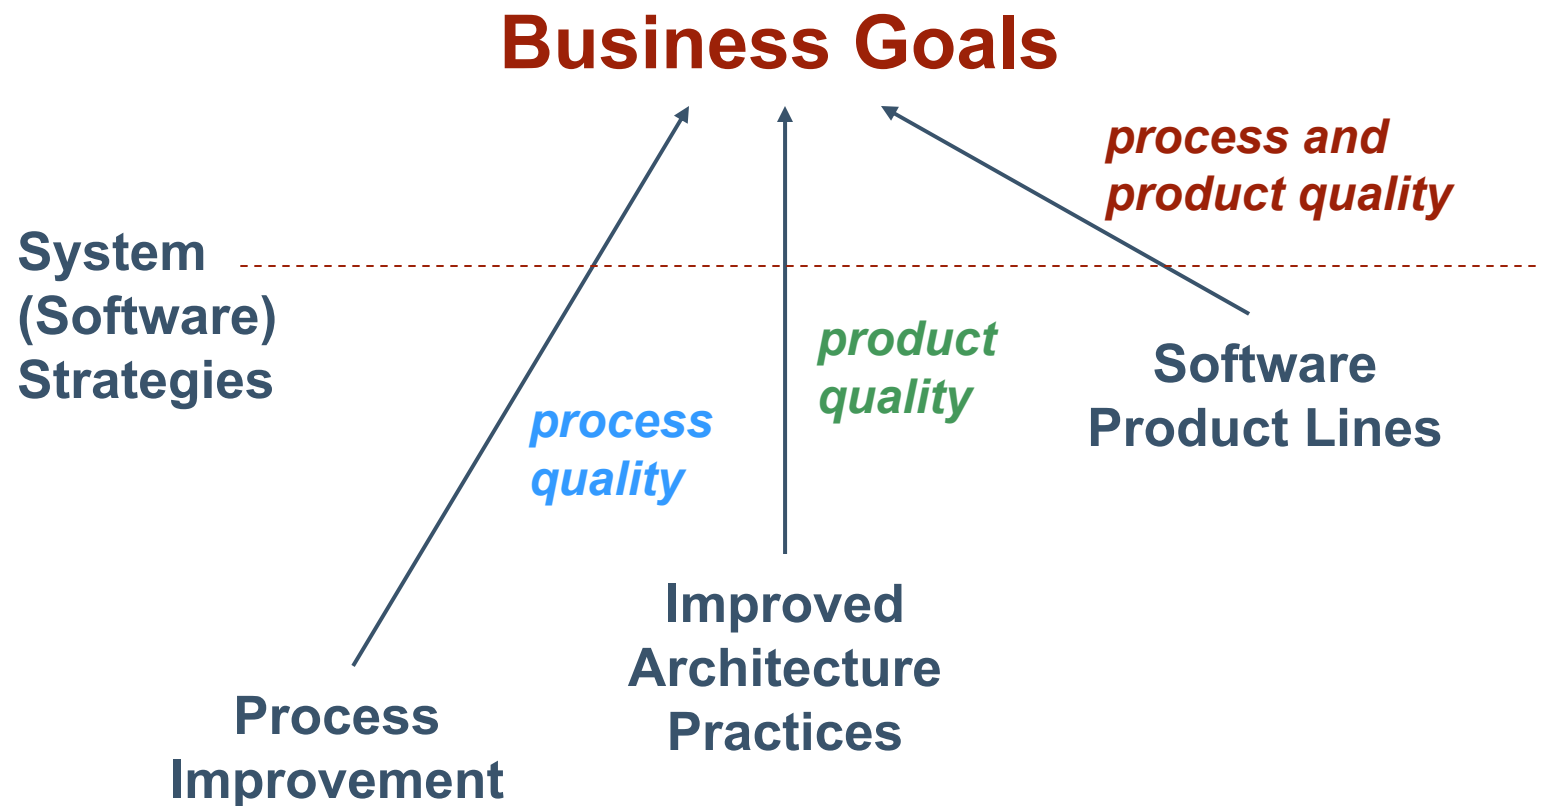 Business Goals
process and
product quality
System
(Software)
Strategies
product
quality
Software
Product Lines
process
quality
Improved
Architecture
Practices
Process
Improvement